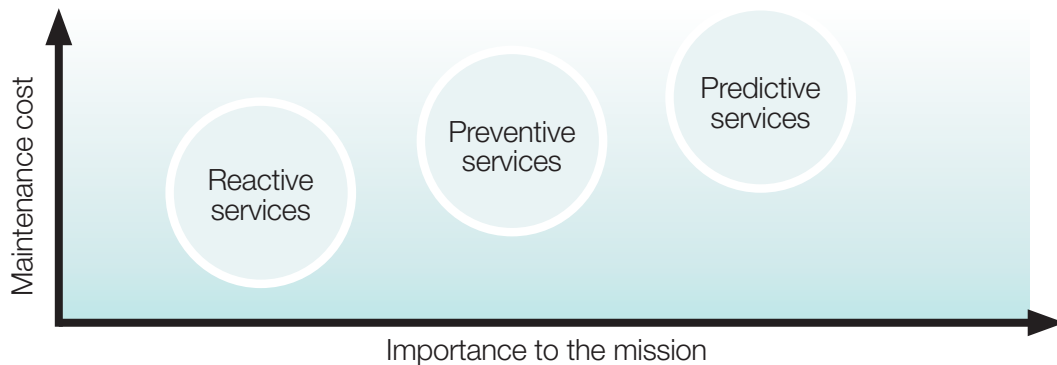 Maintenance cost
Reactive
services
Preventive
services
Predictive
services
Importance to the mission